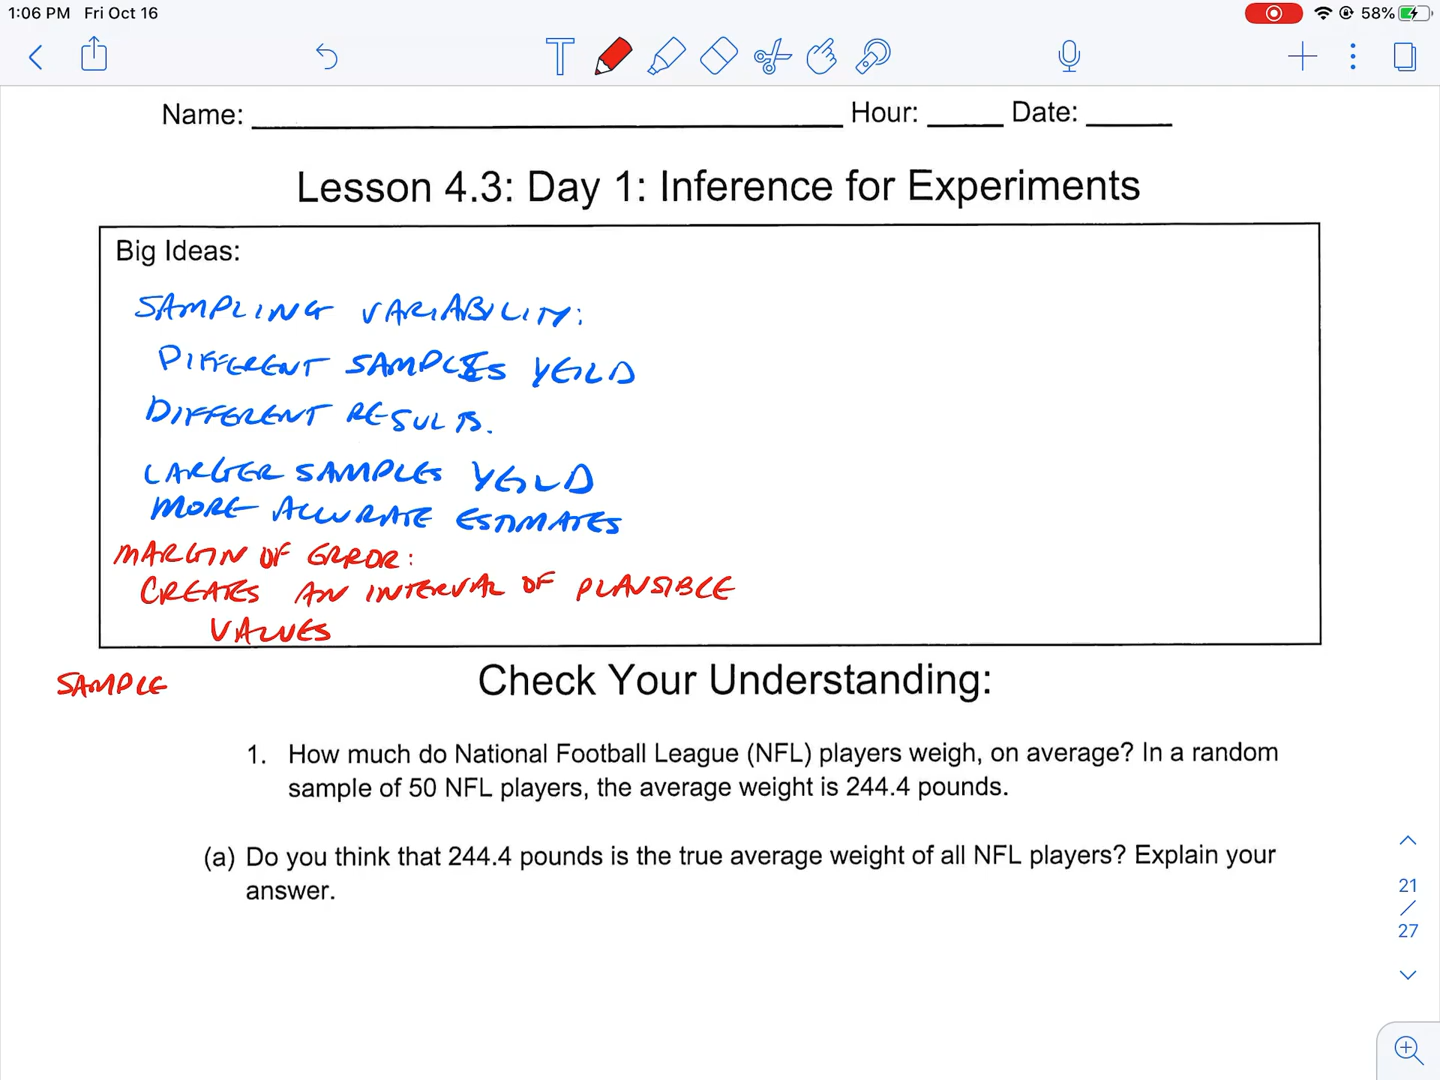 1:06 PM Fri Oct 16
58%
T
Name: Hour: Date:
Lesson 4.3: Day 1: Inference for Experiments
Big Ideas:
SAMPLING VARIABILITY:
DIFFERENT SAMPLES YEILD
DIFFERENT RESULTS.
LARGER SAMPLES YEILD
MORE ACCURATE ESTIMATES
MARGIN OF ERROR:
CREATES AN INTERVAL OF PLAUSIBLE
VALUES
SAMPLE
Check Your Understanding:
1. How much do National Football League (NFL) players weigh, on average? In a random
sample of 50 NFL players, the average weight is 244.4 pounds.
(a) Do you think that 244.4 pounds is the true average weight of all NFL players? Explain your
answer.
21
/
27